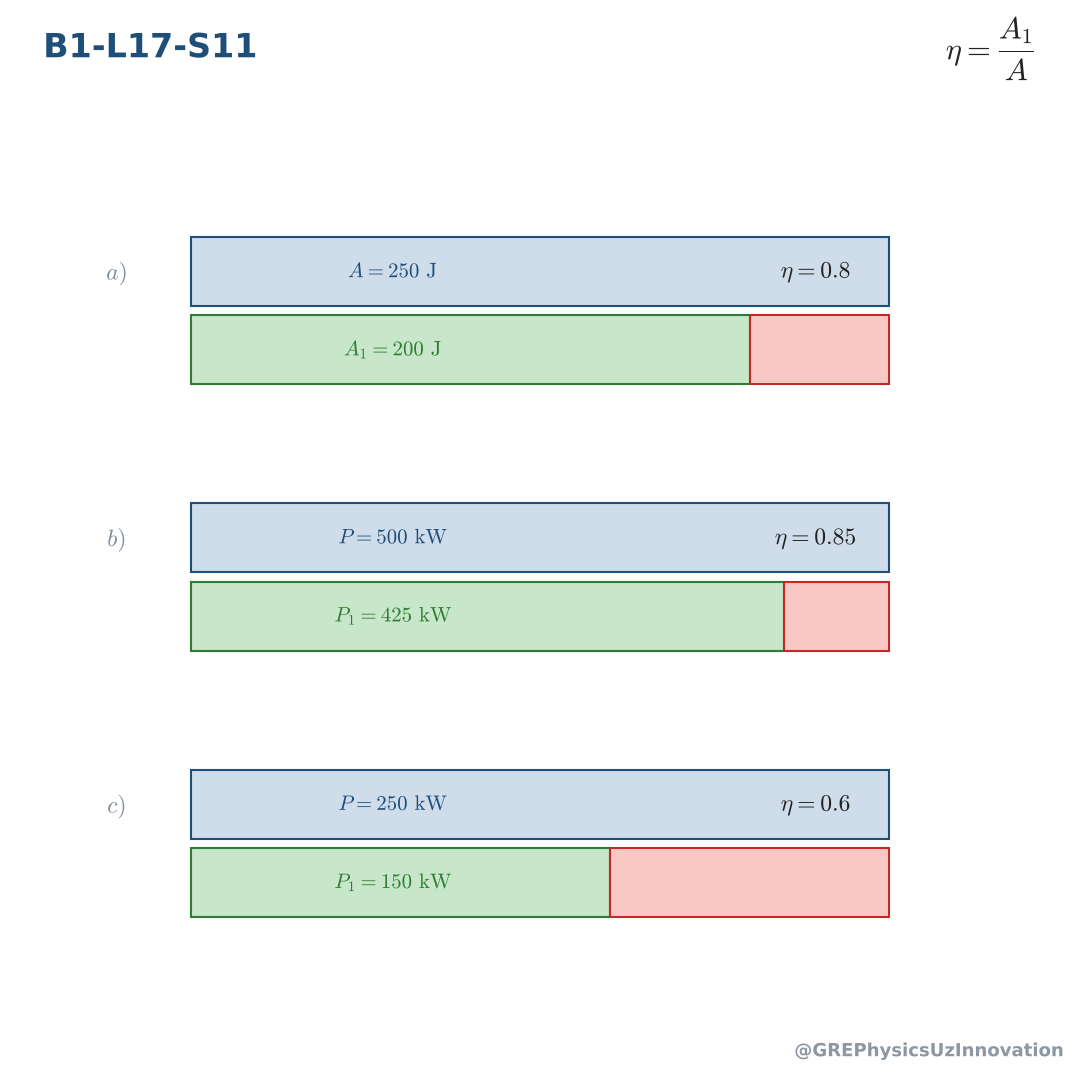 B1-L17-S11
η = A₁/A
a)
A = 250 J
η = 0.8
A₁ = 200 J
b)
P = 500 kW
η = 0.85
P₁ = 425 kW
c)
P = 250 kW
η = 0.6
P₁ = 150 kW
@GREPhysicsUzInnovation